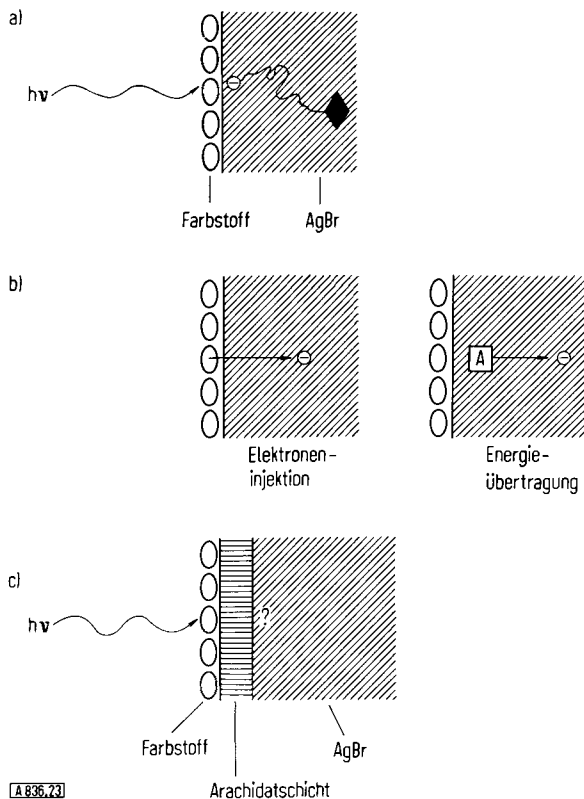 a)
hν
⊖
Farbstoff
AgBr
b)
⊖
A
⊖
Elektronen-
injektion
Energie-
übertragung
c)
hν
?
Farbstoff
AgBr
Arachidatschicht
A 836.23